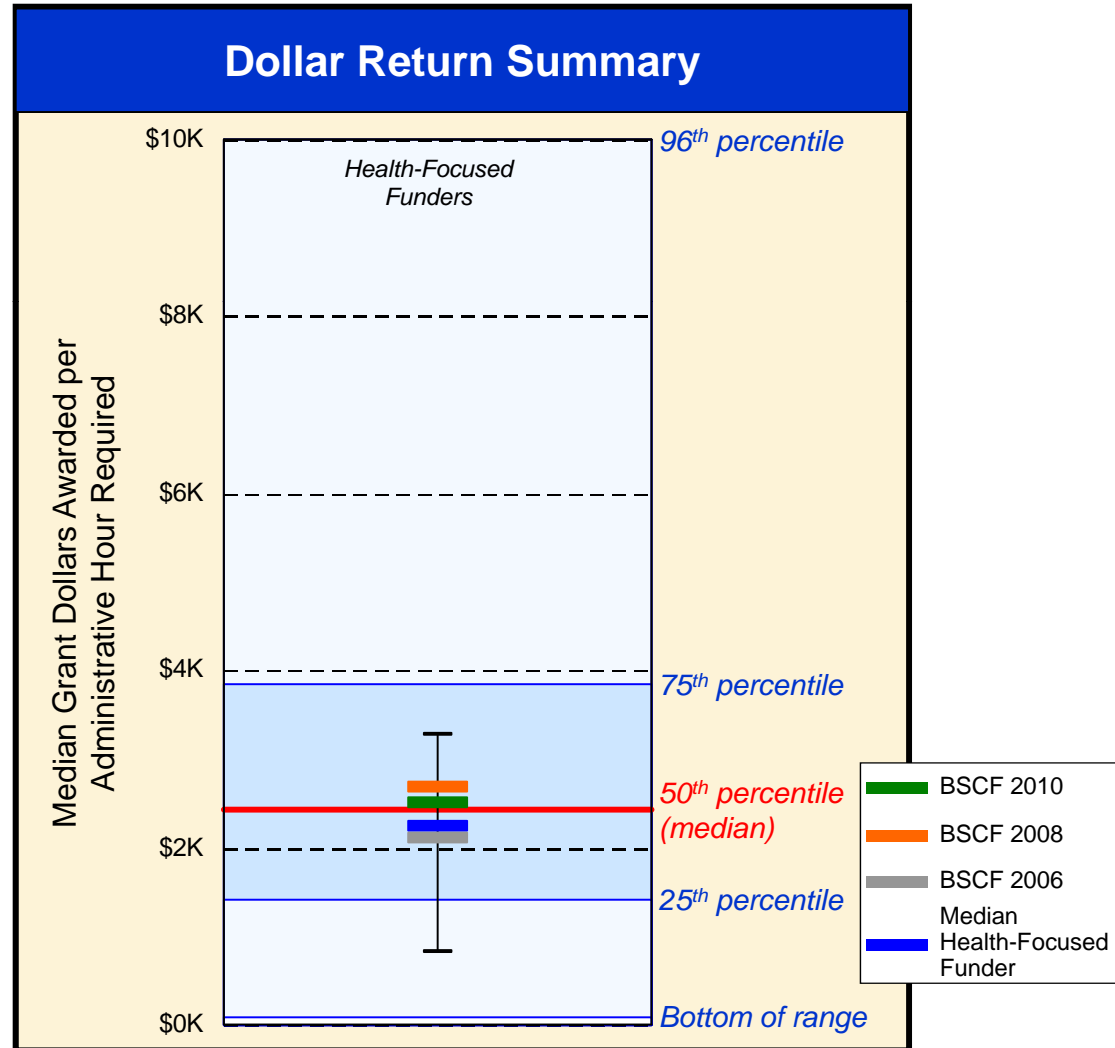 Dollar Return Summary
$10K
96th percentile
Health-Focused
Funders
$8K
$6K
Median Grant Dollars Awarded per
Administrative Hour Required
$4K
75th percentile
50th percentile
(median)
$2K
25th percentile
$0K
Bottom of range
BSCF 2010
BSCF 2008
BSCF 2006
Median
Health-Focused
Funder